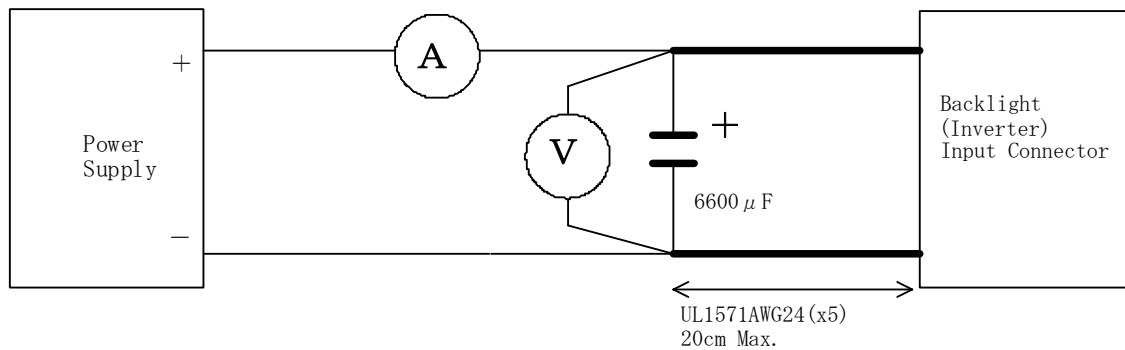 Power
Supply
+
−
A
V
+
6600μF
Backlight
(Inverter)
Input Connector
UL1571AWG24(x5)
20cm Max.